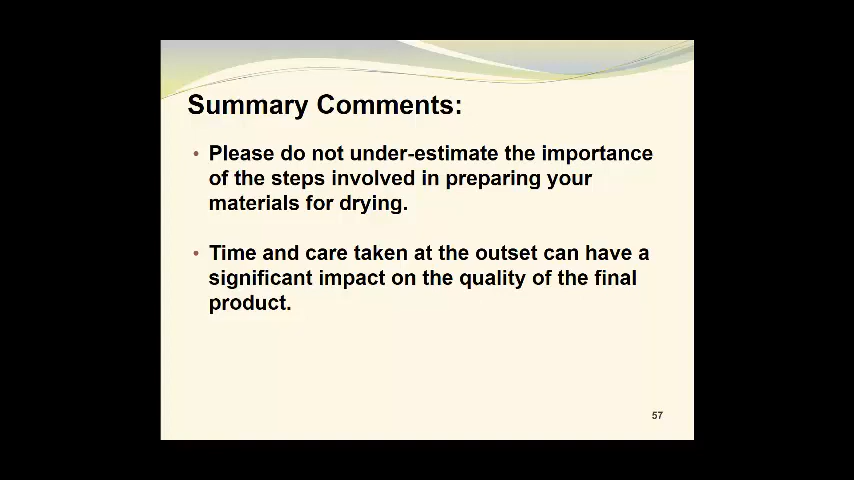 Summary Comments:
• Please do not under-estimate the importance
of the steps involved in preparing your
materials for drying.
• Time and care taken at the outset can have a
significant impact on the quality of the final
product.
57